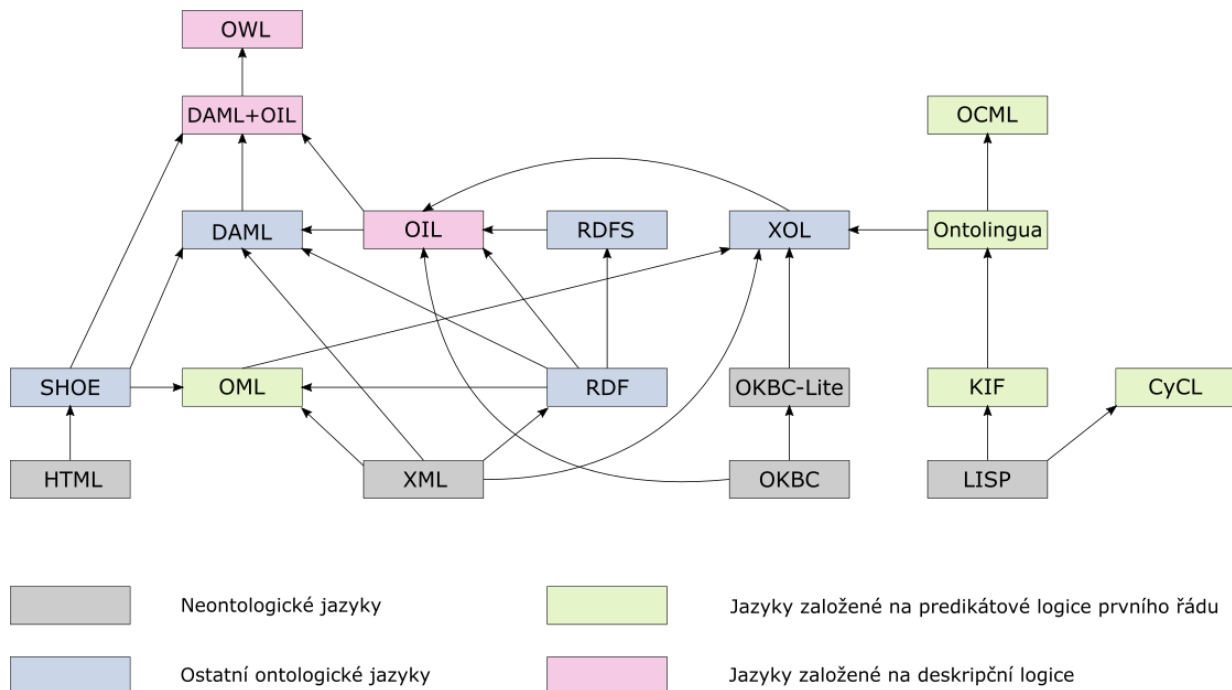 OWL
DAML+OIL
OCML
DAML
OIL
RDFS
XOL
Ontolingua
SHOE
OML
RDF
OKBC-Lite
KIF
CyCL
HTML
XML
OKBC
LISP
Neontologické jazyky
Jazyky založené na predikátové logice prvního řádu
Ostatní ontologické jazyky
Jazyky založené na deskripční logice